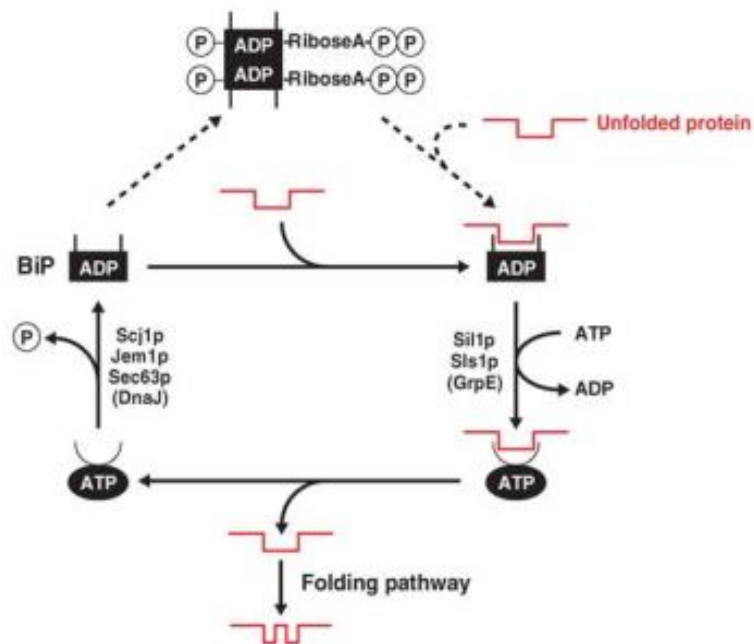 P ADP -RiboseA- P P
P ADP -RiboseA- P P
Unfolded protein
BiP ADP
ADP
P
Scj1p
Jem1p
Sec63p
(DnaJ)
Sil1p
Sls1p
(GrpE)
ATP
ADP
ATP
ATP
Folding pathway